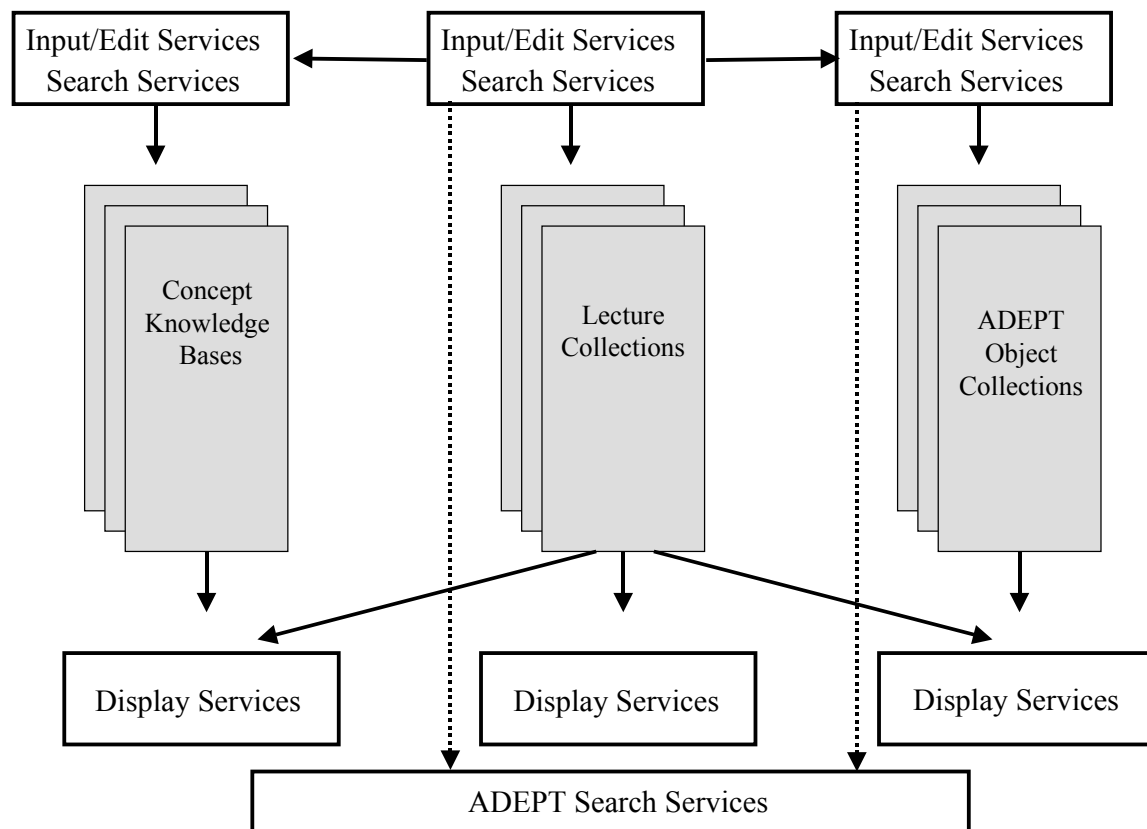 Input/Edit Services
Search Services
Input/Edit Services
Search Services
Input/Edit Services
Search Services
Concept
Knowledge
Bases
Lecture
Collections
ADEPT
Object
Collections
Display Services
Display Services
Display Services
ADEPT Search Services